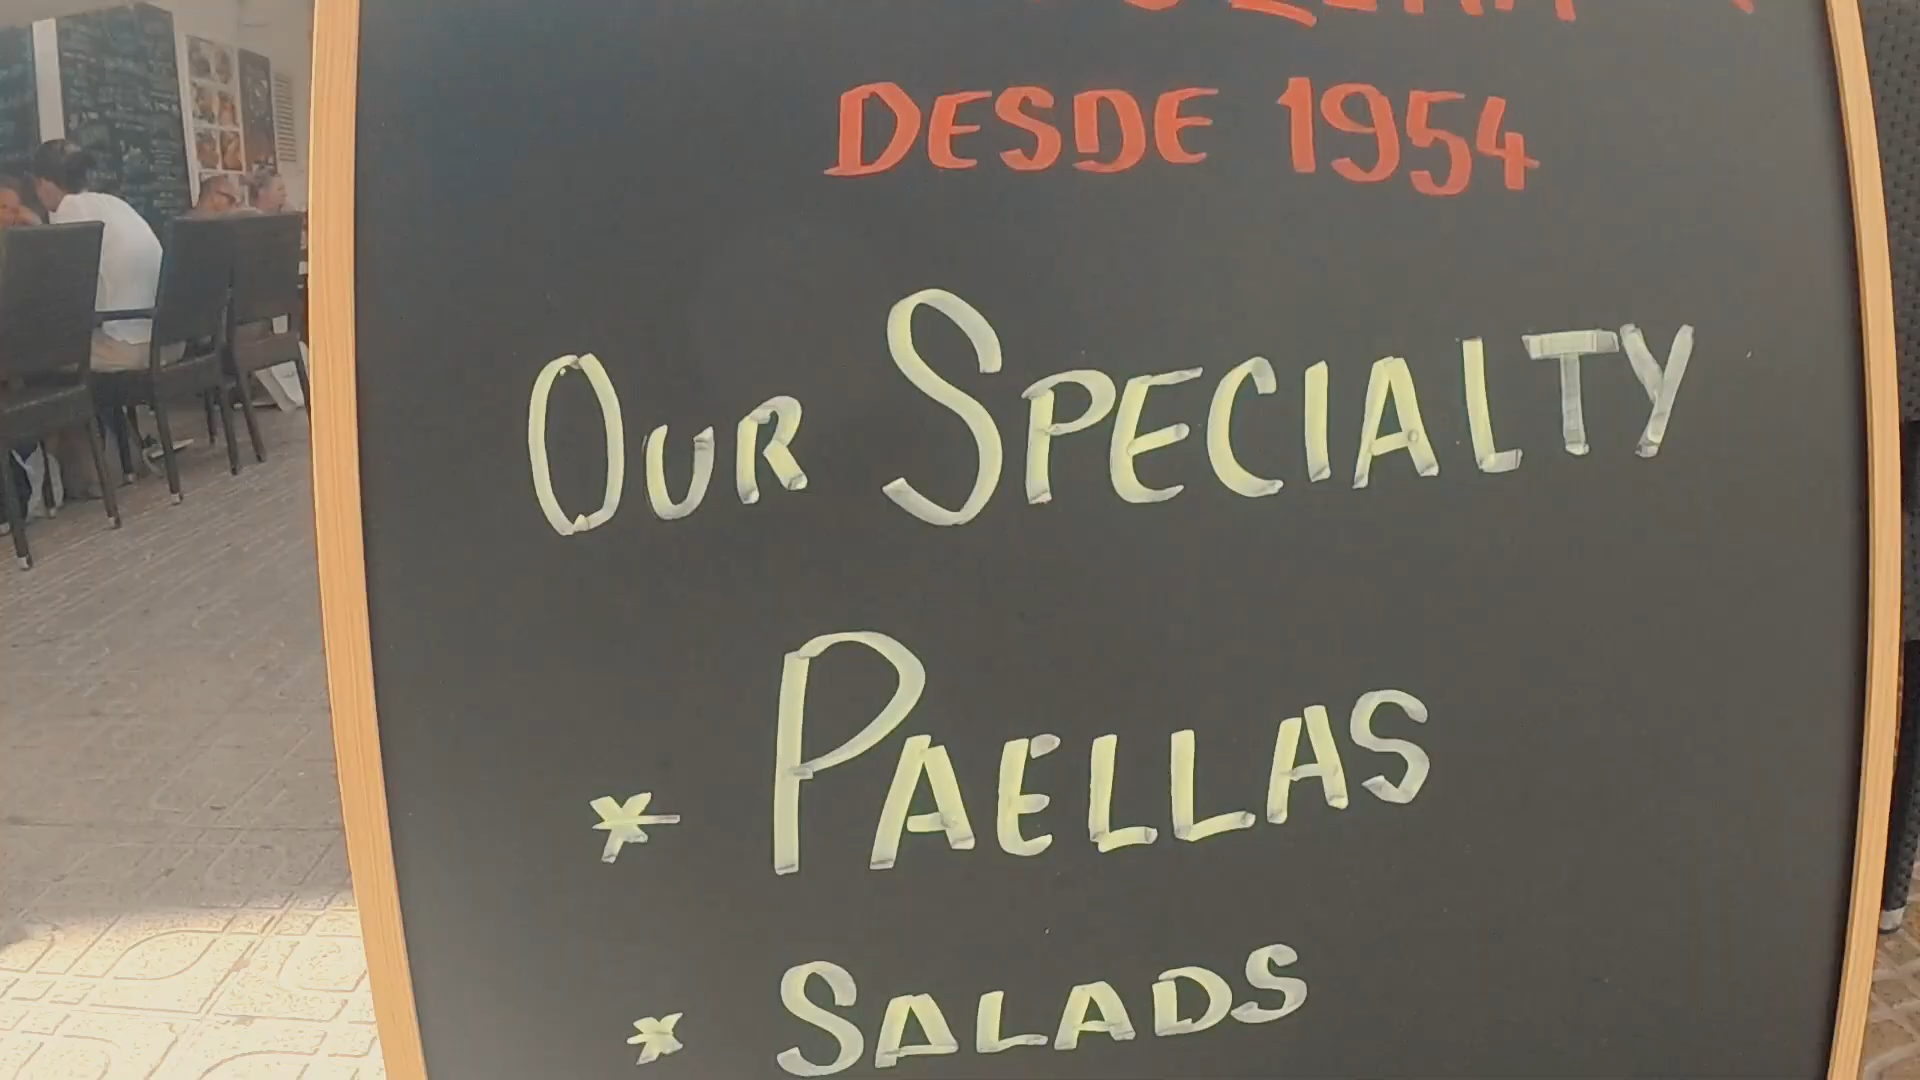 DESDE 1954
OUR SPECIALTY
* PAELLAS
* SALADS